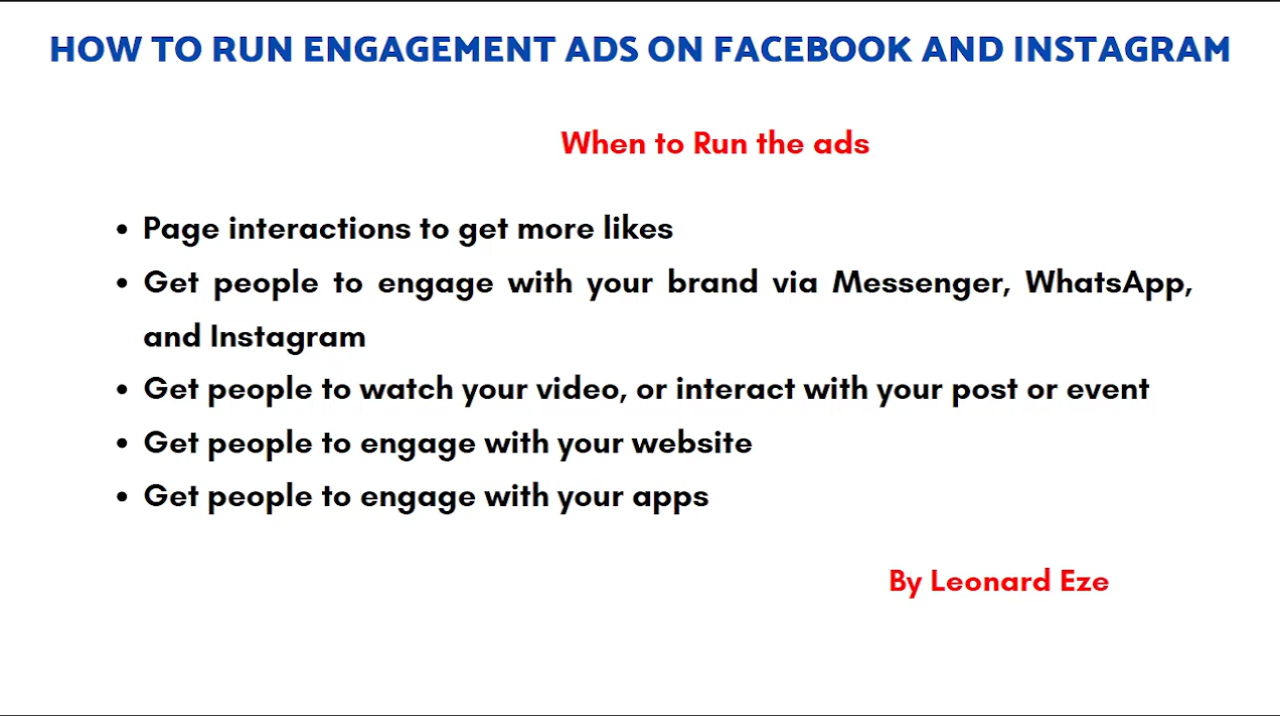 HOW TO RUN ENGAGEMENT ADS ON FACEBOOK AND INSTAGRAM
When to Run the ads
• Page interactions to get more likes
• Get people to engage with your brand via Messenger, WhatsApp,
and Instagram
• Get people to watch your video, or interact with your post or event
• Get people to engage with your website
• Get people to engage with your apps
By Leonard Eze